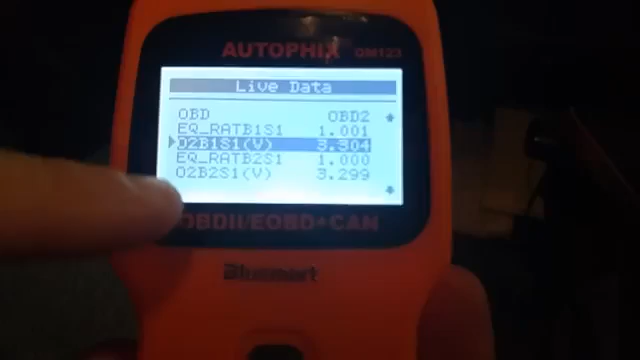 AUTOPHIX OM123
Live Data
OBD OBD2
EQ_RATB1S1 1.001
O2B1S1(V) 3.304
EQ_RATB2S1 1.000
O2B2S1(V) 3.299
OBDII/EOBD+CAN